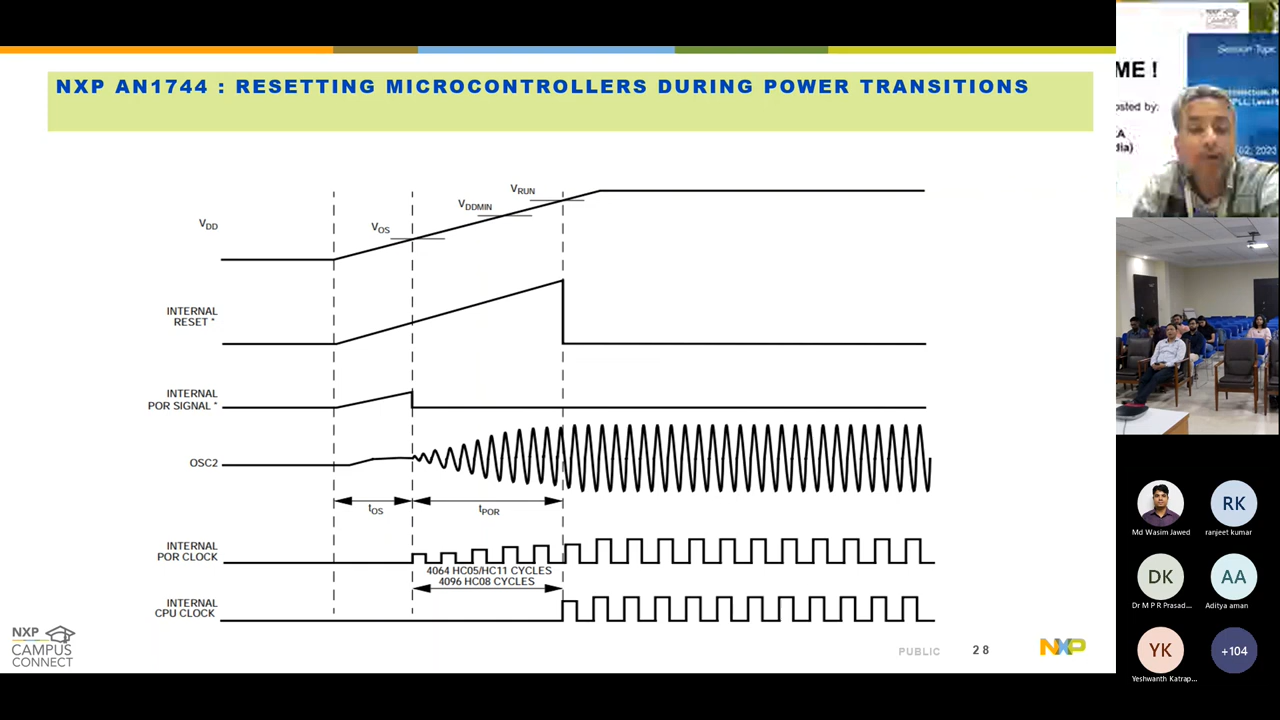 NXP AN1744 : RESETTING MICROCONTROLLERS DURING POWER TRANSITIONS
VRUN
VDDMIN
VOS
VDD
INTERNAL
RESET *
INTERNAL
POR SIGNAL *
OSC2
tOS
tPOR
INTERNAL
POR CLOCK
4064 HC05/HC11 CYCLES
4096 HC08 CYCLES
INTERNAL
CPU CLOCK
NXP
CAMPUS
CONNECT
PUBLIC
28
NXP
Session Topic
ME !
osted by:
A
dia)
02, 2020
Md Wasim Jawed
RK
ranjeet kumar
DK
Dr M P R Prasad...
AA
Aditya aman
YK
Yeshwanth Katrap...
+104